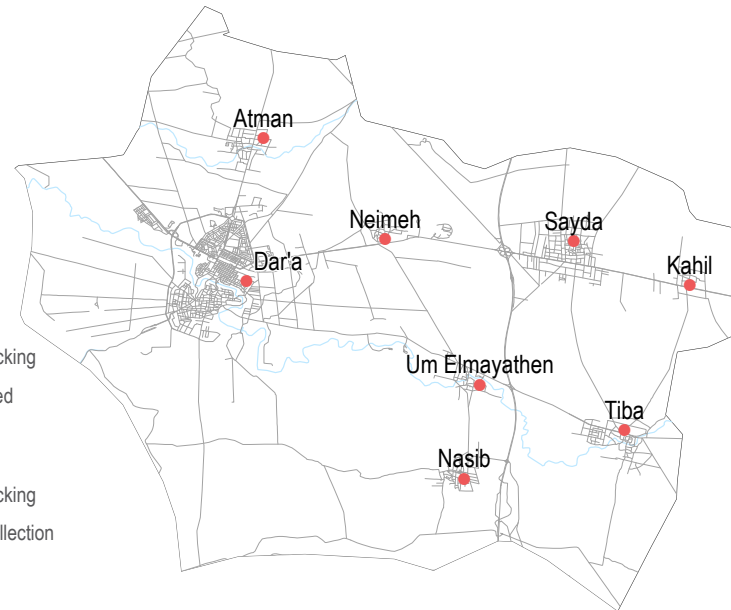 Atman
Neimeh
Sayda
Dar'a
Kahil
cking
Um Elmayathen
ed
Tiba
Nasib
cking
llection